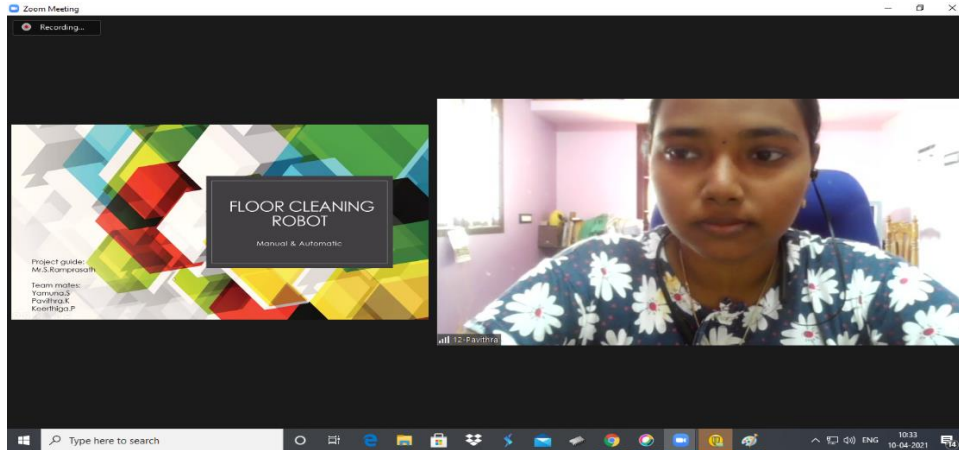 Zoom Meeting
Recording...
FLOOR CLEANING
ROBOT
Manual & Automatic
Project guide:
Mr.S.Ramprasath
Team mates:
Yamuna.S
Pavithra.K
Keerthiga.P
12-Pavithra
Type here to search
ENG
10:33
10-04-2021